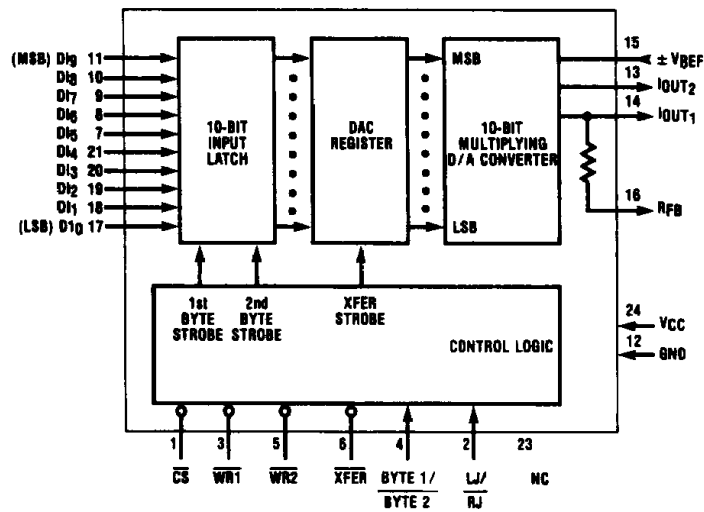 (MSB) DI9 11
DI8 10
DI7 9
DI6 8
DI5 7
DI4 21
DI3 20
DI2 19
DI1 18
(LSB) D10 17
10-BIT
INPUT
LATCH
DAC
REGISTER
MSB
10-BIT
MULTIPLYING
D/A CONVERTER
LSB
15 ± VREF
13 IOUT2
14 IOUT1
16 RFB
24 VCC
12 GND
1st
BYTE
STROBE
2nd
BYTE
STROBE
XFER
STROBE
CONTROL LOGIC
1 3 5 6 4 2 23
CS WR1 WR2 XFER BYTE 1/ LJ/ NC
BYTE 2 RJ